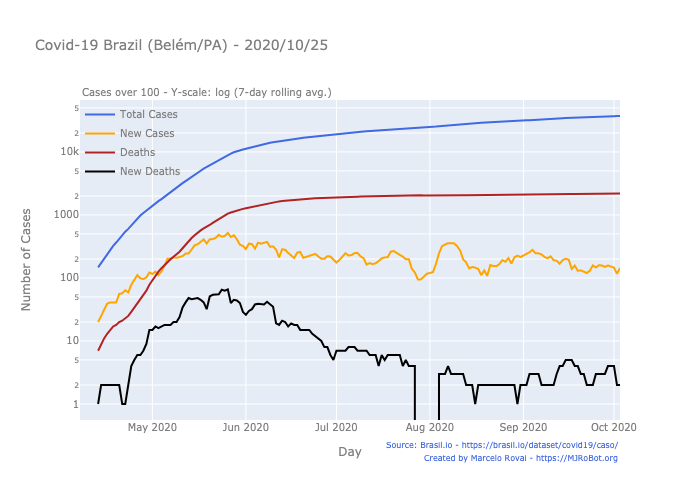 Covid-19 Brazil (Belém/PA) - 2020/10/25
Cases over 100 - Y-scale: log (7-day rolling avg.)
Total Cases
New Cases
Deaths
New Deaths
5
2
10k
5
2
1000
5
2
100
5
2
10
5
2
1
Number of Cases
May 2020 Jun 2020 Jul 2020 Aug 2020 Sep 2020 Oct 2020
Day
Source: Brasil.io - https://brasil.io/dataset/covid19/caso/
Created by Marcelo Rovai - https://MJRoBot.org